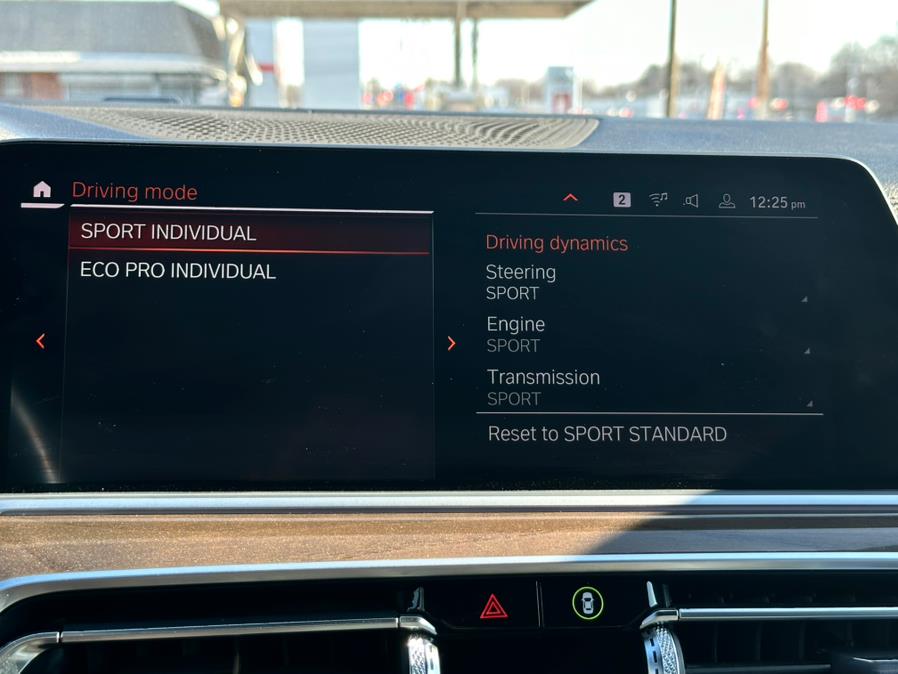 Driving mode
2 12:25 pm
SPORT INDIVIDUAL
ECO PRO INDIVIDUAL
Driving dynamics
Steering
SPORT
Engine
SPORT
Transmission
SPORT
Reset to SPORT STANDARD